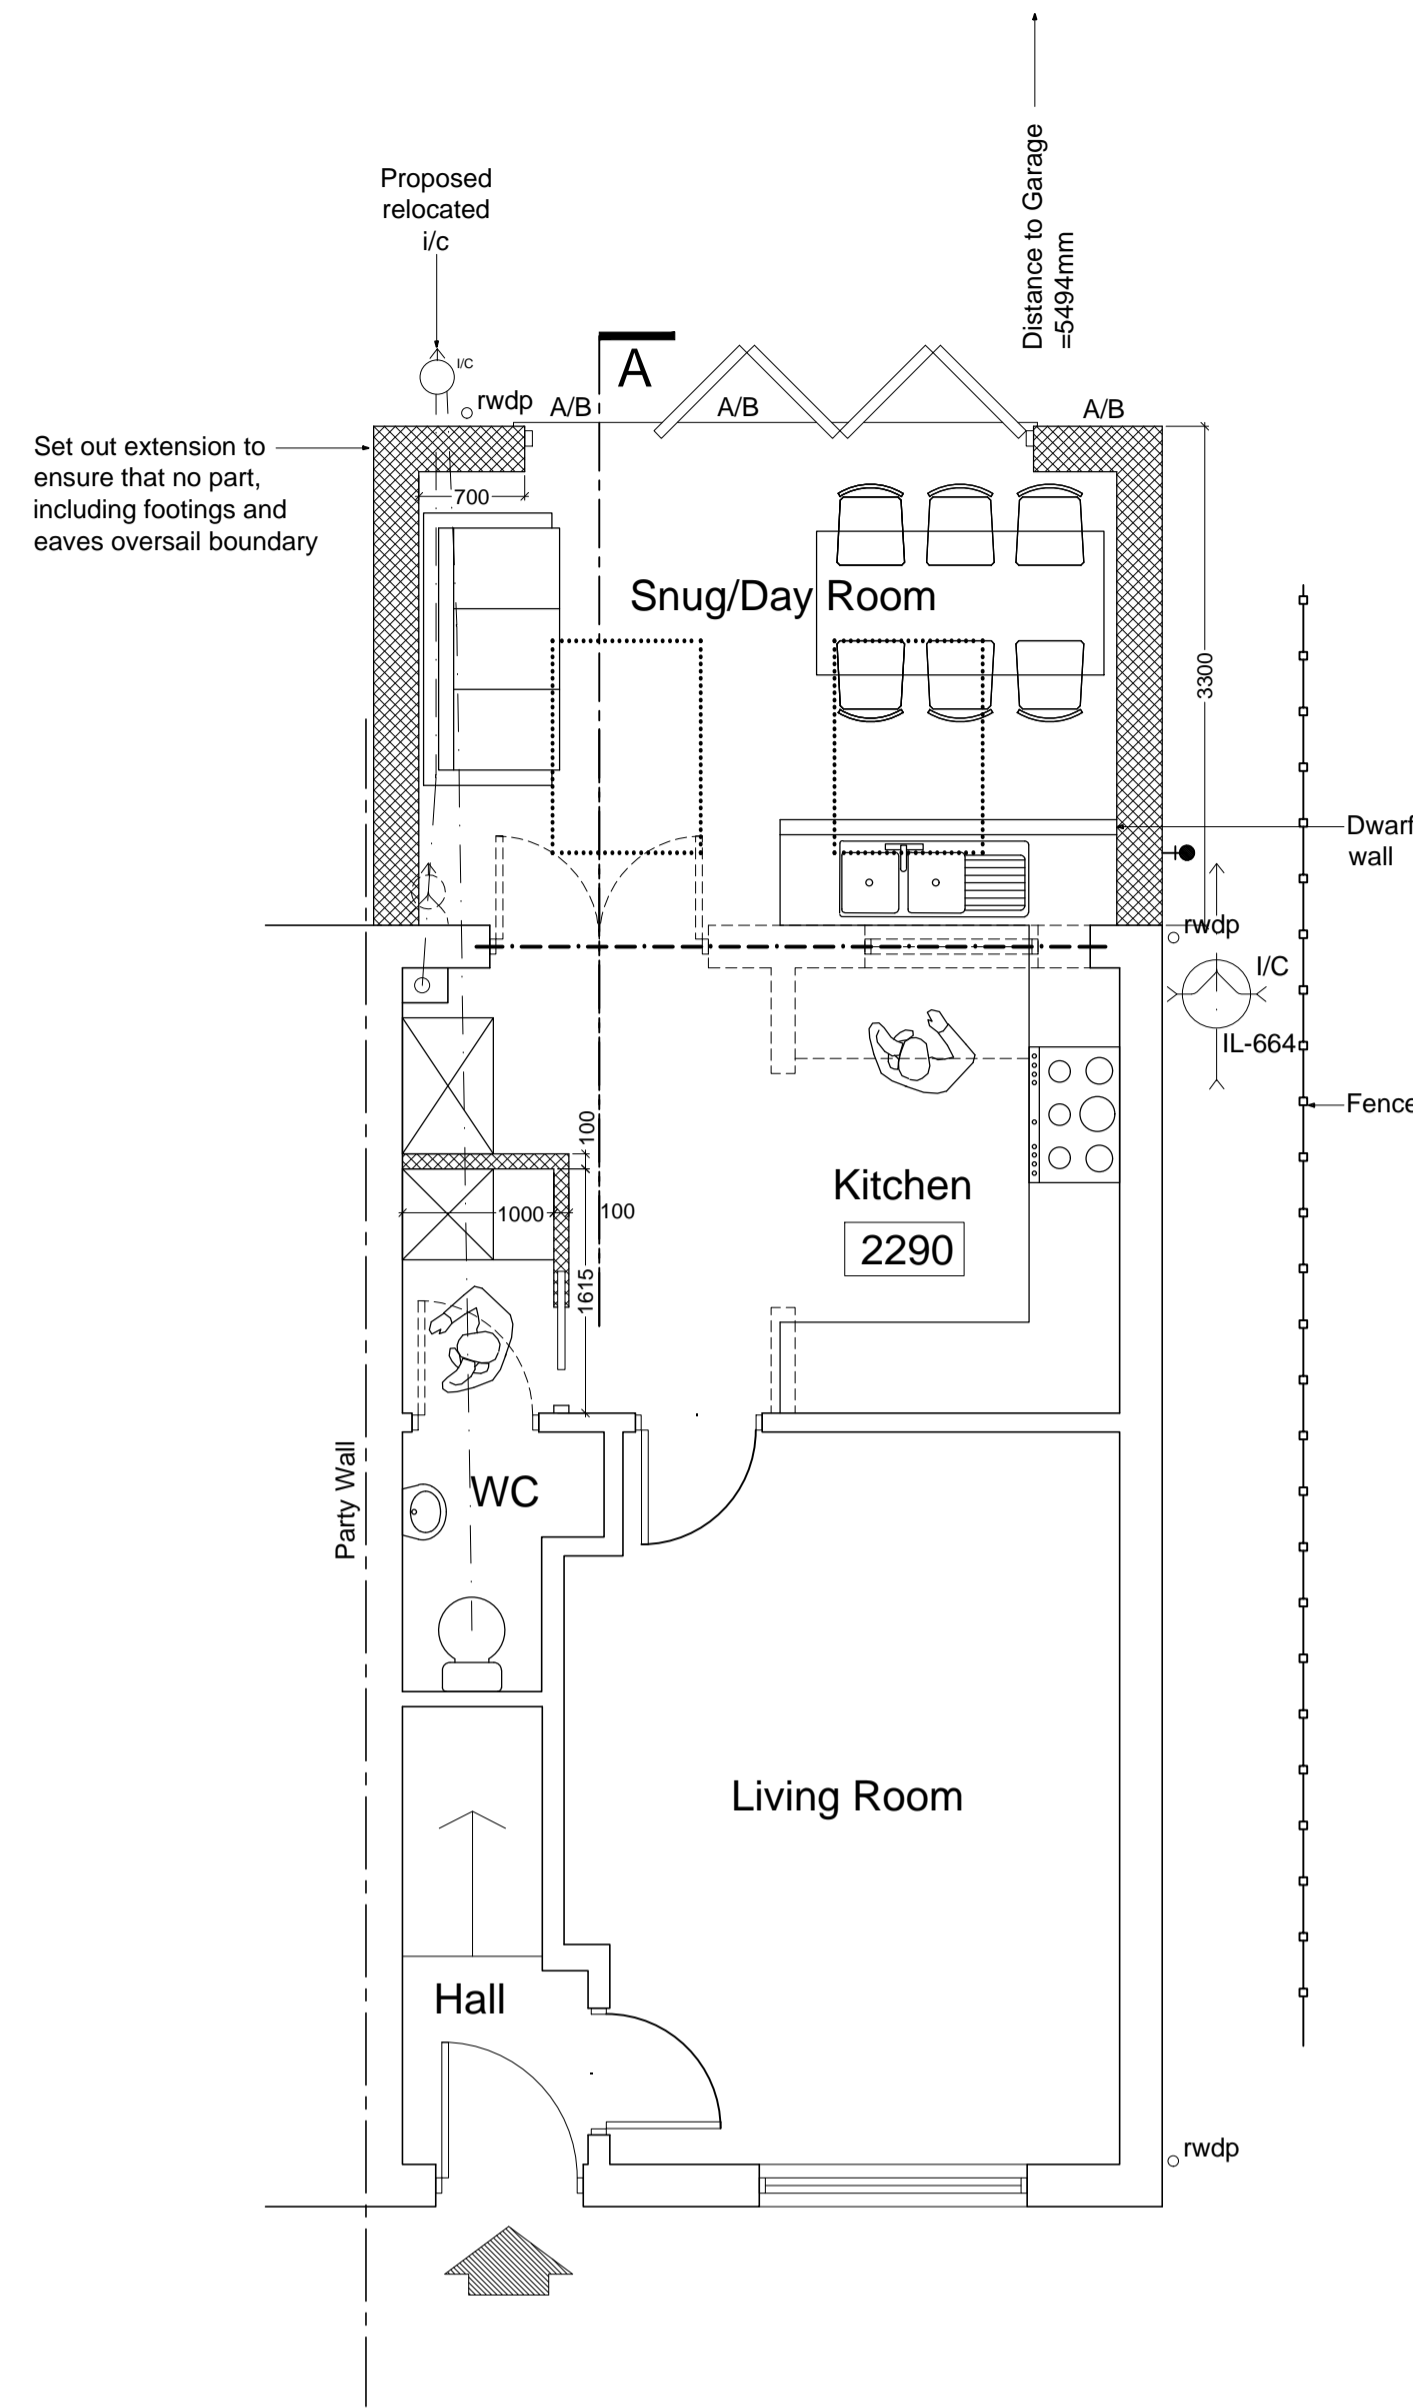 Distance to Garage
=5494mm
Proposed
relocated
i/c
A
I/C
rwdp
A/B
A/B
A/B
Set out extension to
ensure that no part,
including footings and
eaves oversail boundary
700
Snug/Day Room
3300
Dwarf
wall
rwdp
I/C
IL-664
Fence
100
Kitchen
1000
100
2290
1615
Party Wall
WC
Living Room
Hall
rwdp